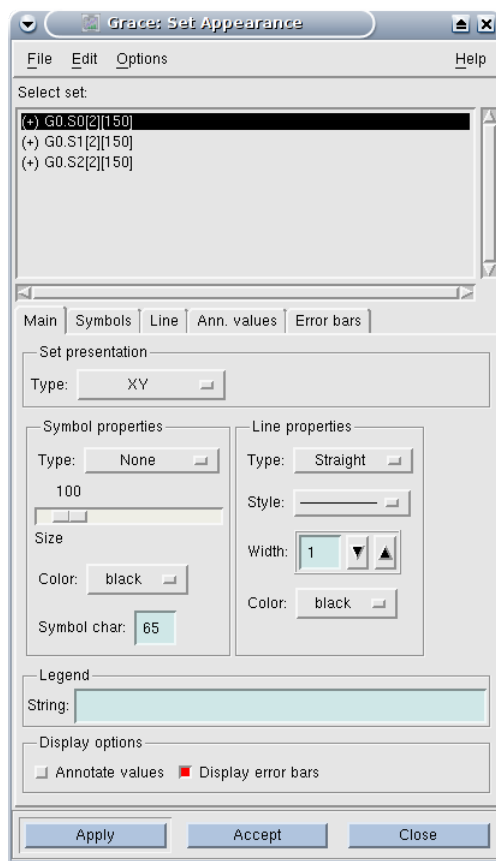 Grace: Set Appearance
File Edit Options Help
Select set:
(+) G0.S0[2][150]
(+) G0.S1[2][150]
(+) G0.S2[2][150]
Main Symbols Line Ann. values Error bars
Set presentation
Type: XY
Symbol properties
Type: None
100
Size
Color: black
Symbol char: 65
Line properties
Type: Straight
Style:
Width: 1
Color: black
Legend
String:
Display options
Annotate values Display error bars
Apply Accept Close